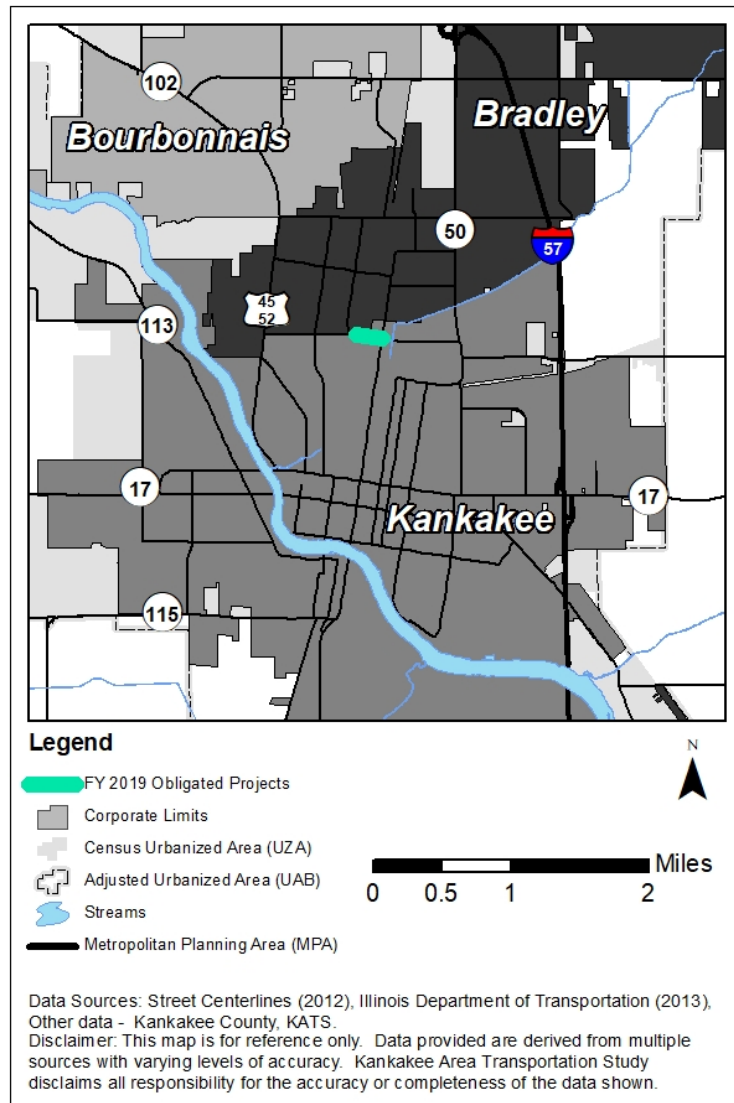 102
Bourbonnais
Bradley
50
57
45
52
113
17
Kankakee
17
115
Legend
N
FY 2019 Obligated Projects
Corporate Limits
Census Urbanized Area (UZA)
Adjusted Urbanized Area (UAB)
Streams
Metropolitan Planning Area (MPA)
Miles
0 0.5 1 2
Data Sources: Street Centerlines (2012), Illinois Department of Transportation (2013),
Other data - Kankakee County, KATS.
Disclaimer: This map is for reference only. Data provided are derived from multiple
sources with varying levels of accuracy. Kankakee Area Transportation Study
disclaims all responsibility for the accuracy or completeness of the data shown.